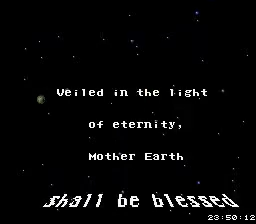 Veiled in the light
of eternity,
Mother Earth
shall be blessed
23:50:12